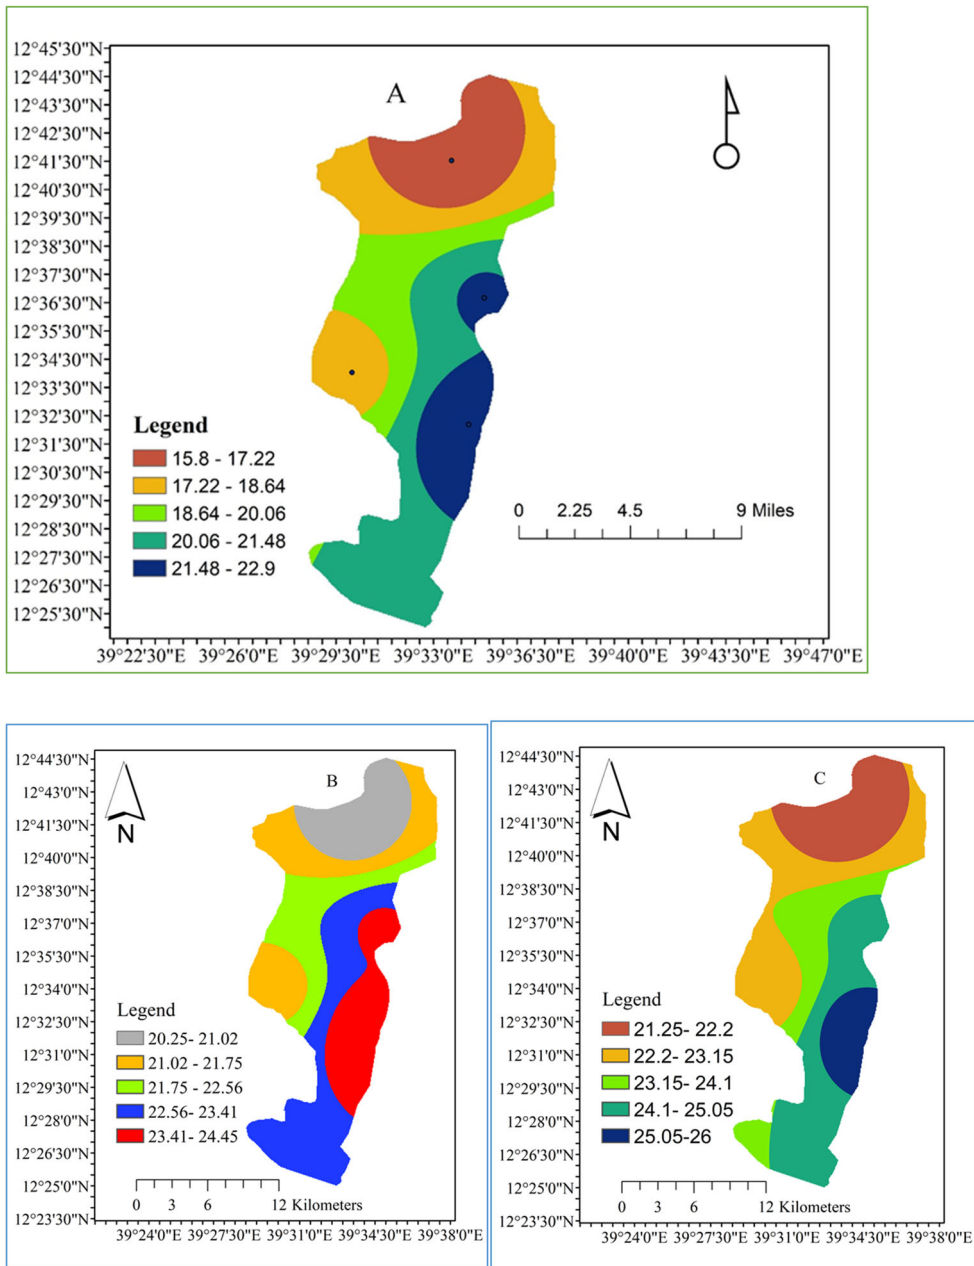 A
12°45'30"N
12°44'30"N
12°43'30"N
12°42'30"N
12°41'30"N
12°40'30"N
12°39'30"N
12°38'30"N
12°37'30"N
12°36'30"N
12°35'30"N
12°34'30"N
12°33'30"N
12°32'30"N
12°31'30"N
12°30'30"N
12°29'30"N
12°28'30"N
12°27'30"N
12°26'30"N
12°25'30"N
Legend
15.8 - 17.22
17.22 - 18.64
18.64 - 20.06
20.06 - 21.48
21.48 - 22.9
0 2.25 4.5 9 Miles
39°22'30"E 39°26'0"E 39°29'30"E 39°33'0"E 39°36'30"E 39°40'0"E 39°43'30"E 39°47'0"E
B
N
12°44'30"N
12°43'0"N
12°41'30"N
12°40'0"N
12°38'30"N
12°37'0"N
12°35'30"N
12°34'0"N
12°32'30"N
12°31'0"N
12°29'30"N
12°28'0"N
12°26'30"N
12°25'0"N
12°23'30"N
Legend
20.25- 21.02
21.02 - 21.75
21.75 - 22.56
22.56- 23.41
23.41- 24.45
0 3 6 12 Kilometers
39°24'0"E 39°27'30"E 39°31'0"E 39°34'30"E 39°38'0"E
C
N
12°44'30"N
12°43'0"N
12°41'30"N
12°40'0"N
12°38'30"N
12°37'0"N
12°35'30"N
12°34'0"N
12°32'30"N
12°31'0"N
12°29'30"N
12°28'0"N
12°26'30"N
12°25'0"N
12°23'30"N
Legend
21.25- 22.2
22.2- 23.15
23.15- 24.1
24.1- 25.05
25.05-26
0 3 6 12 Kilometers
39°24'0"E 39°27'30"E 39°31'0"E 39°34'30"E 39°38'0"E